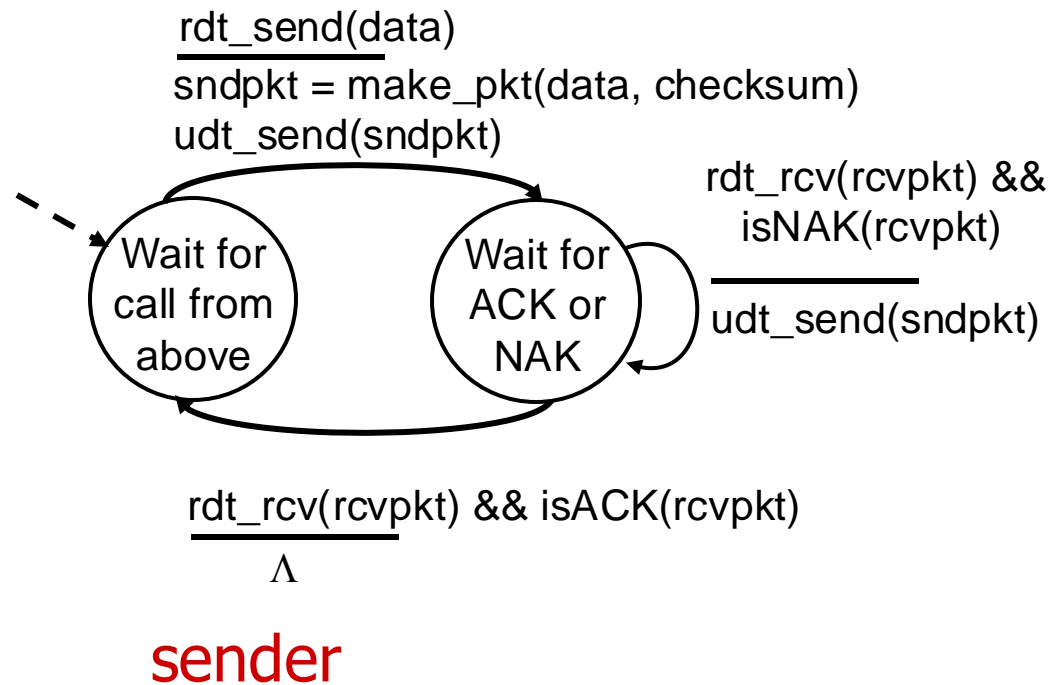 rdt_send(data)
sndpkt = make_pkt(data, checksum)
udt_send(sndpkt)
rdt_rcv(rcvpkt) &&
isNAK(rcvpkt)
udt_send(sndpkt)
Wait for
call from
above
Wait for
ACK or
NAK
rdt_rcv(rcvpkt) && isACK(rcvpkt)
Λ
sender